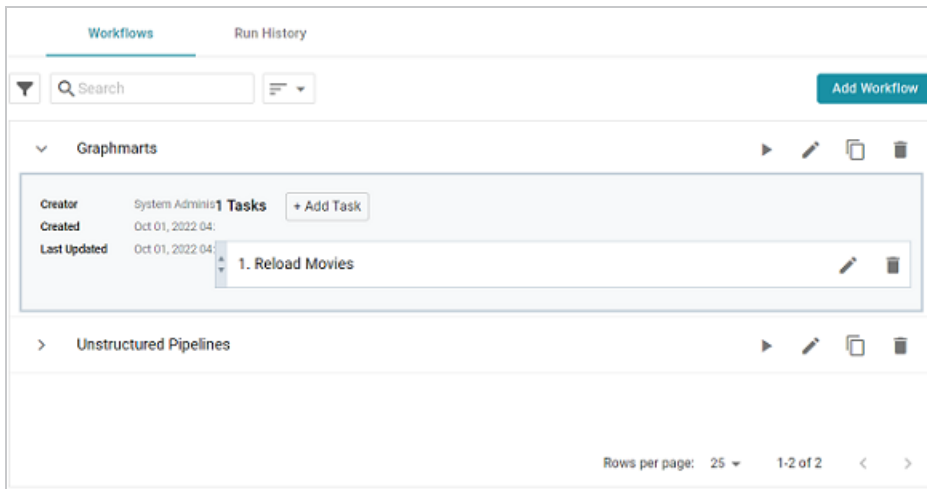 Workflows Run History
Search Add Workflow
Graphmarts
Creator System Adminis 1 Tasks + Add Task
Created Oct 01, 2022 04:
Last Updated Oct 01, 2022 04:
1. Reload Movies
Unstructured Pipelines
Rows per page: 25 1-2 of 2